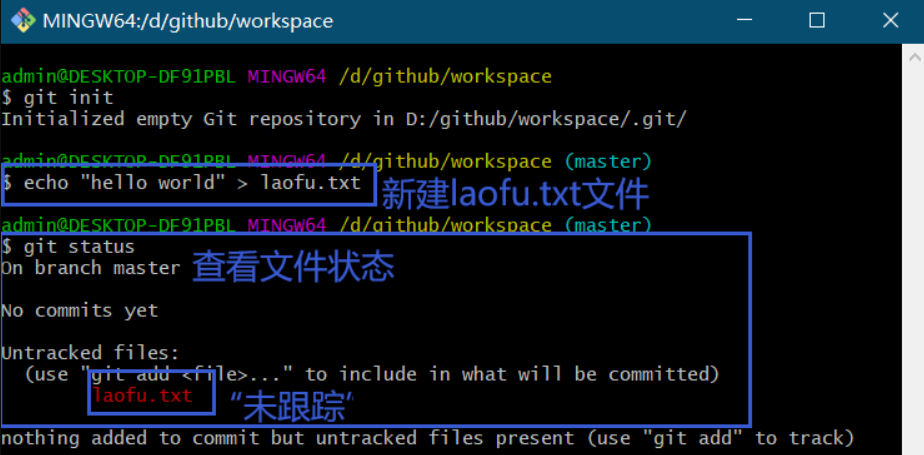 MINGW64:/d/github/workspace
admin@DESKTOP-DF91PBL MINGW64 /d/github/workspace
$ git init
Initialized empty Git repository in D:/github/workspace/.git/
admin@DESKTOP-DF91PBL MINGW64 /d/github/workspace (master)
$ echo "hello world" > laofu.txt
新建laofu.txt文件
admin@DESKTOP-DF91PBL MINGW64 /d/github/workspace (master)
$ git status
On branch master
查看文件状态
No commits yet
Untracked files:
(use "git add <file>..." to include in what will be committed)
laofu.txt
“未跟踪”
nothing added to commit but untracked files present (use "git add" to track)